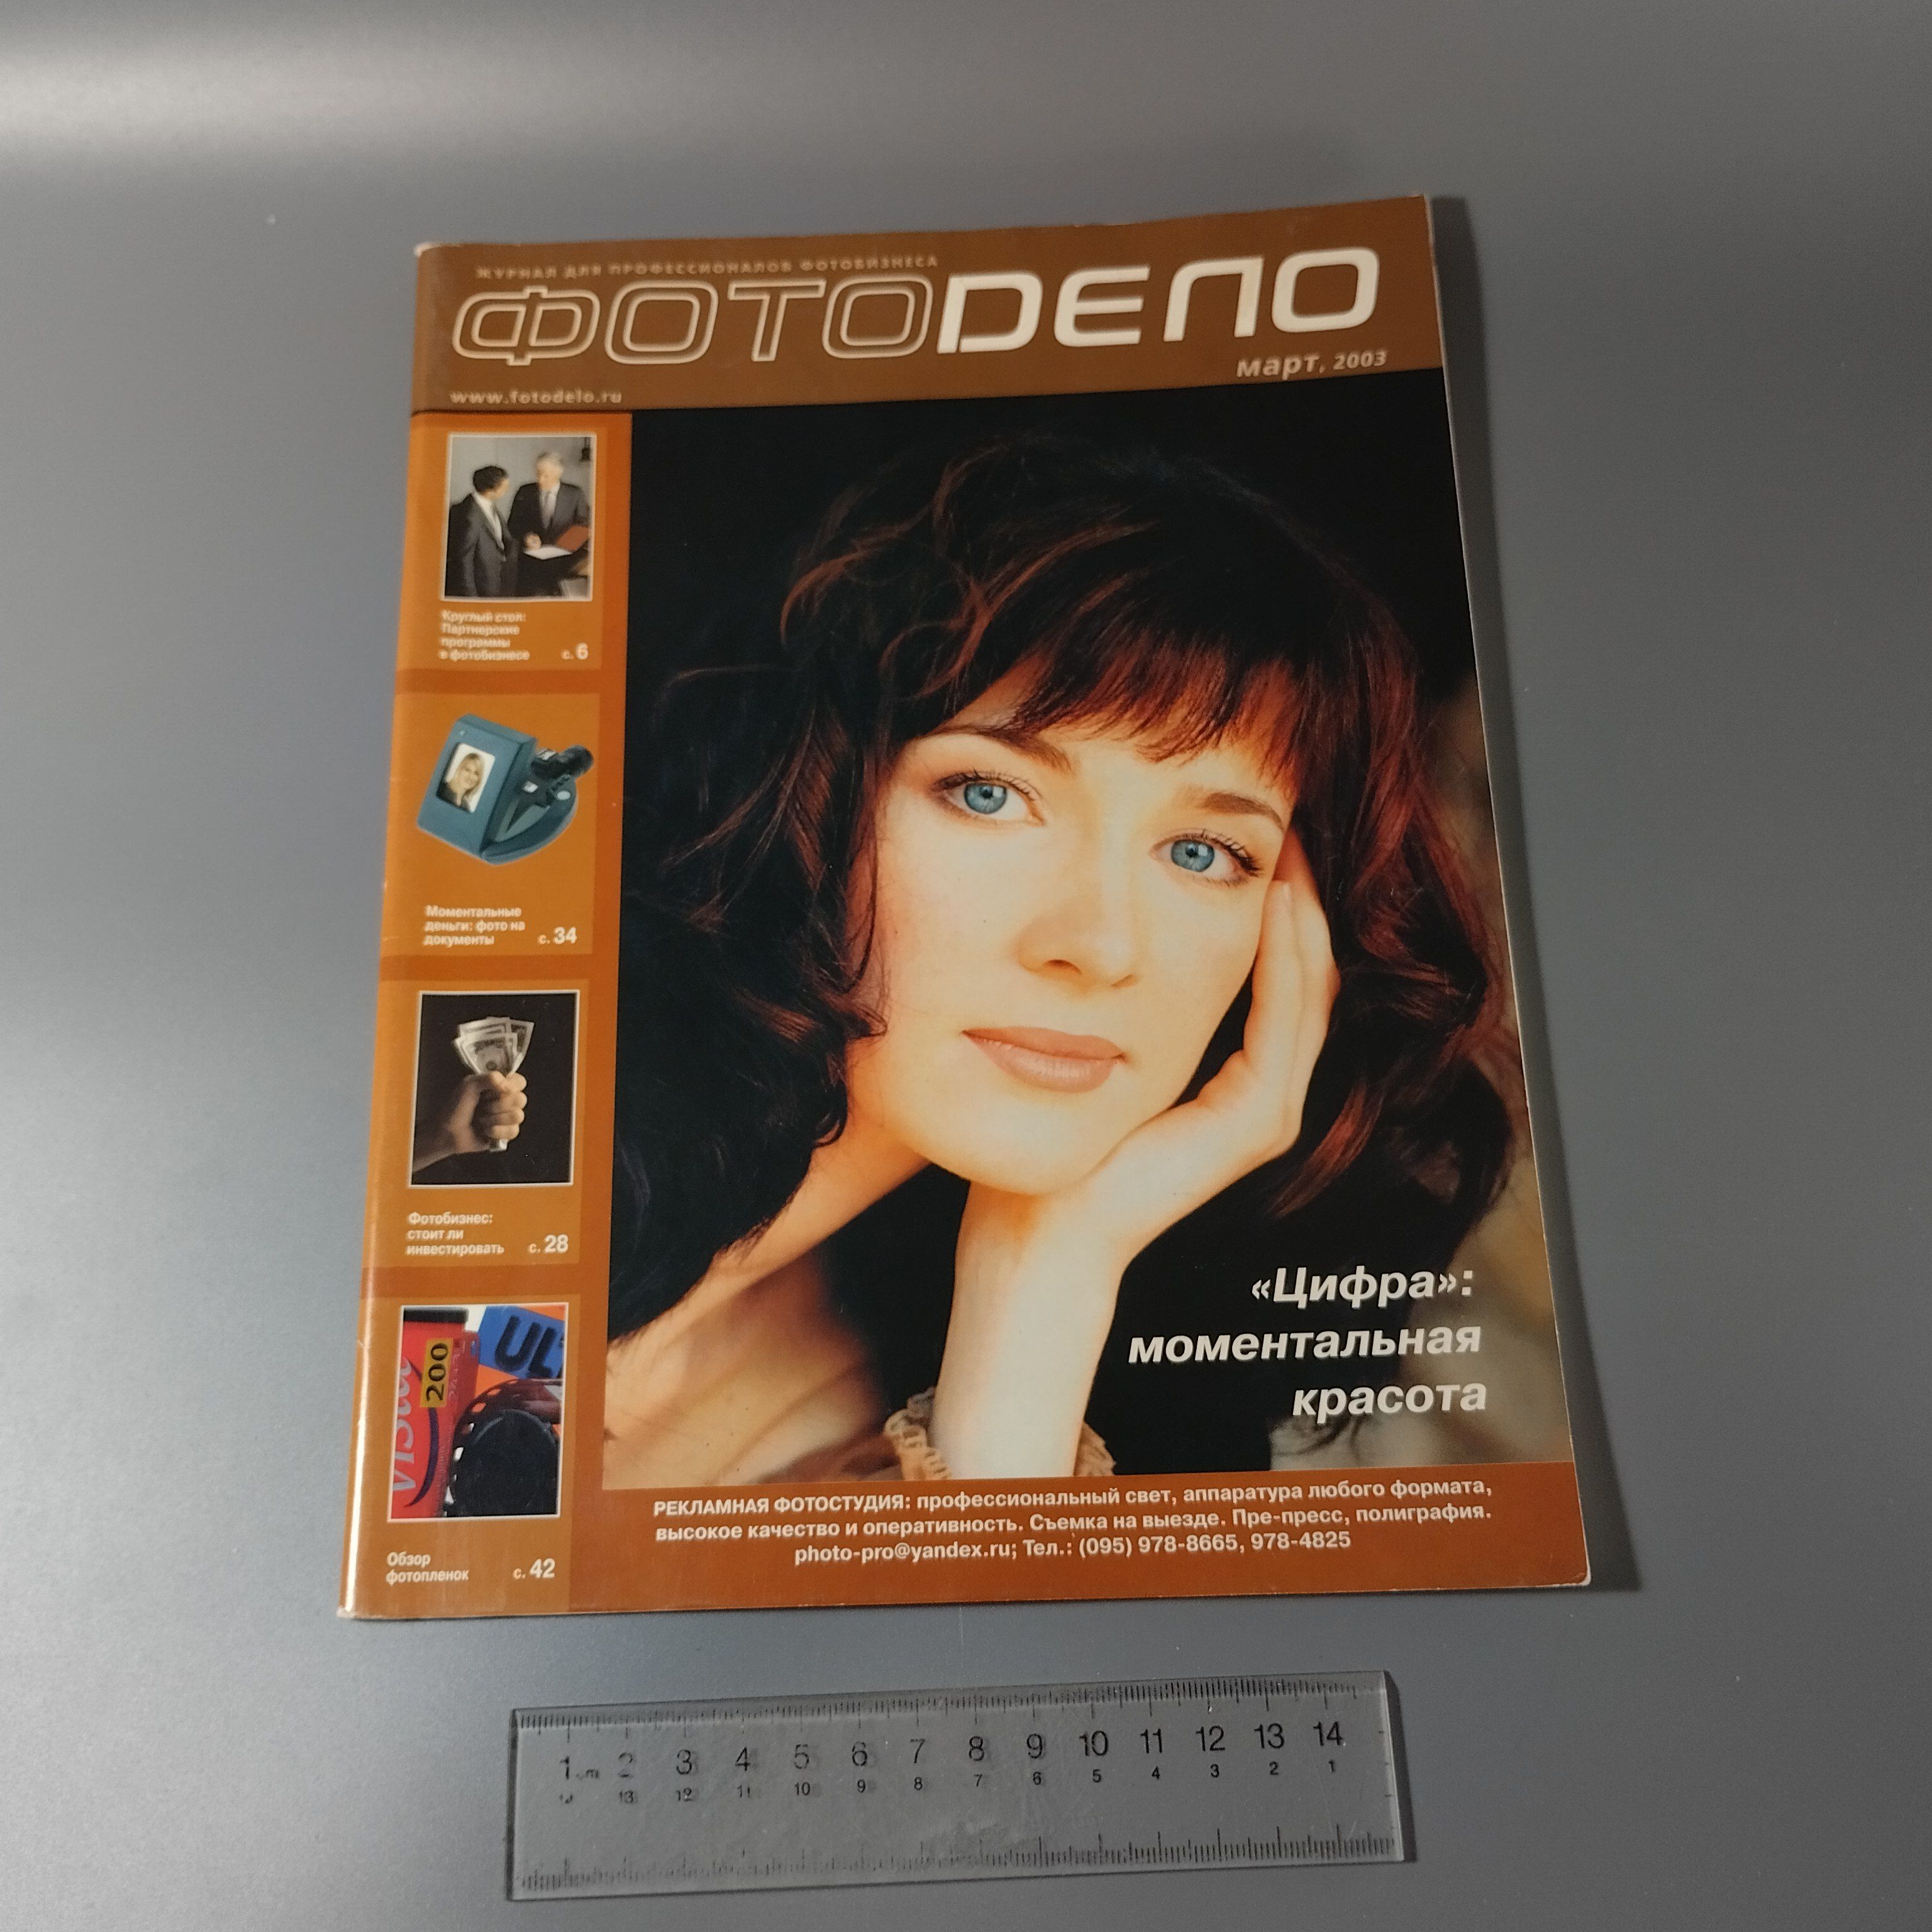 ЖУРНАЛ ДЛЯ ПРОФЕССИОНАЛОВ ФОТОБИЗНЕСА
ФОТОДЕЛО
март, 2003
www.fotodelo.ru
Круглый стол:
Партнерские
программы
в фотобизнесе с. 6
Моментальные
деньги: фото на
документы с. 34
Фотобизнес:
стоит ли
инвестировать с. 28
200
VISta
ULT
Обзор
фотопленок с. 42
«Цифра»:
моментальная
красота
РЕКЛАМНАЯ ФОТОСТУДИЯ: профессиональный свет, аппаратура любого формата,
высокое качество и оперативность. Съемка на выезде. Пре-пресс, полиграфия.
photo-pro@yandex.ru; Тел.: (095) 978-8665, 978-4825
1 cm 2 3 4 5 6 7 8 9 10 11 12 13 14
13 12 11 10 9 8 7 6 5 4 3 2 1